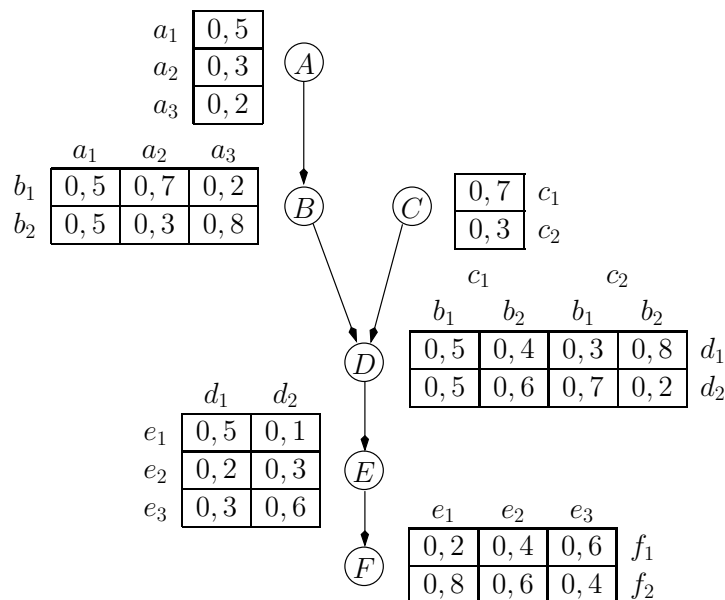 a1 0, 5
a2 0, 3 A
a3 0, 2
a1 a2 a3
b1 0, 5 0, 7 0, 2
b2 0, 5 0, 3 0, 8
B C
0, 7 c1
0, 3 c2
c1 c2
b1 b2 b1 b2
0, 5 0, 4 0, 3 0, 8 d1
0, 5 0, 6 0, 7 0, 2 d2
D
d1 d2
e1 0, 5 0, 1
e2 0, 2 0, 3 E
e3 0, 3 0, 6
e1 e2 e3
0, 2 0, 4 0, 6 f1
F
0, 8 0, 6 0, 4 f2